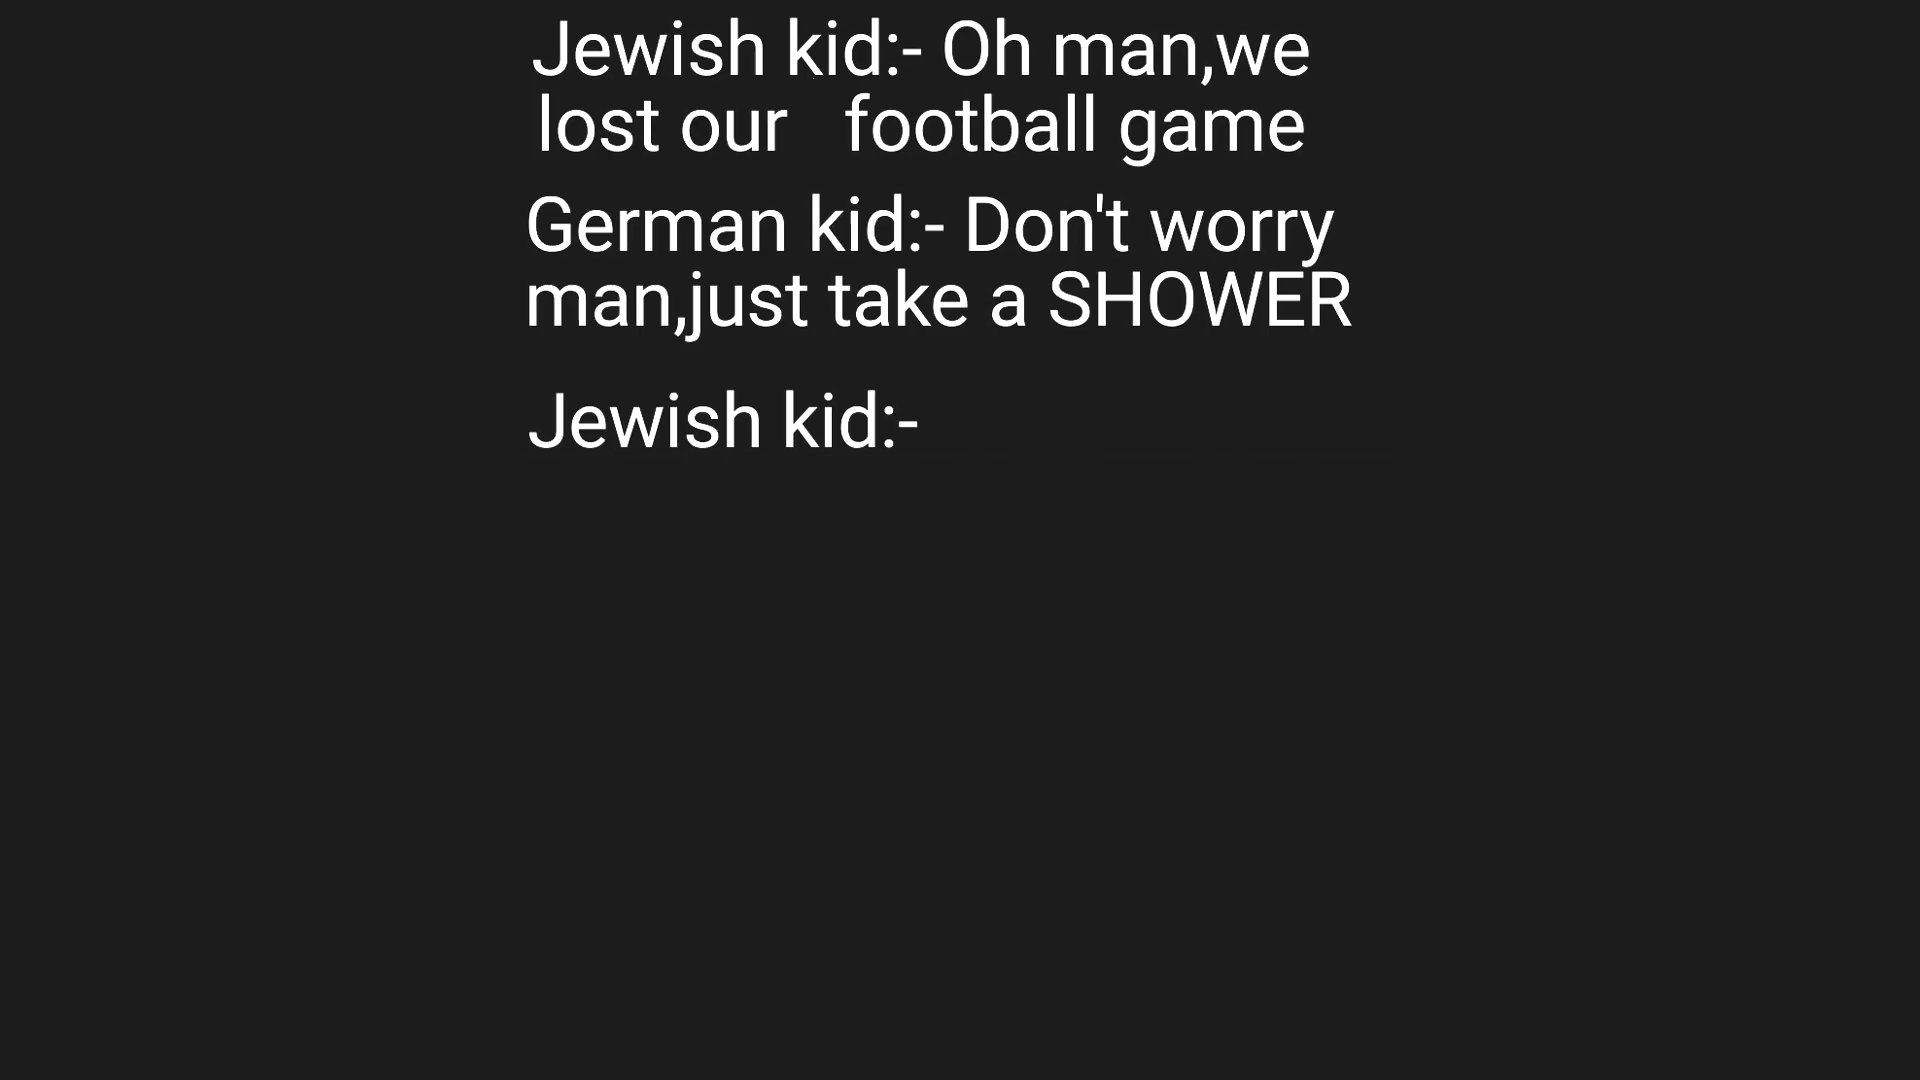 Jewish kid:- Oh man,we
lost our   football game
German kid:- Don't worry
man,just take a SHOWER
Jewish kid:-